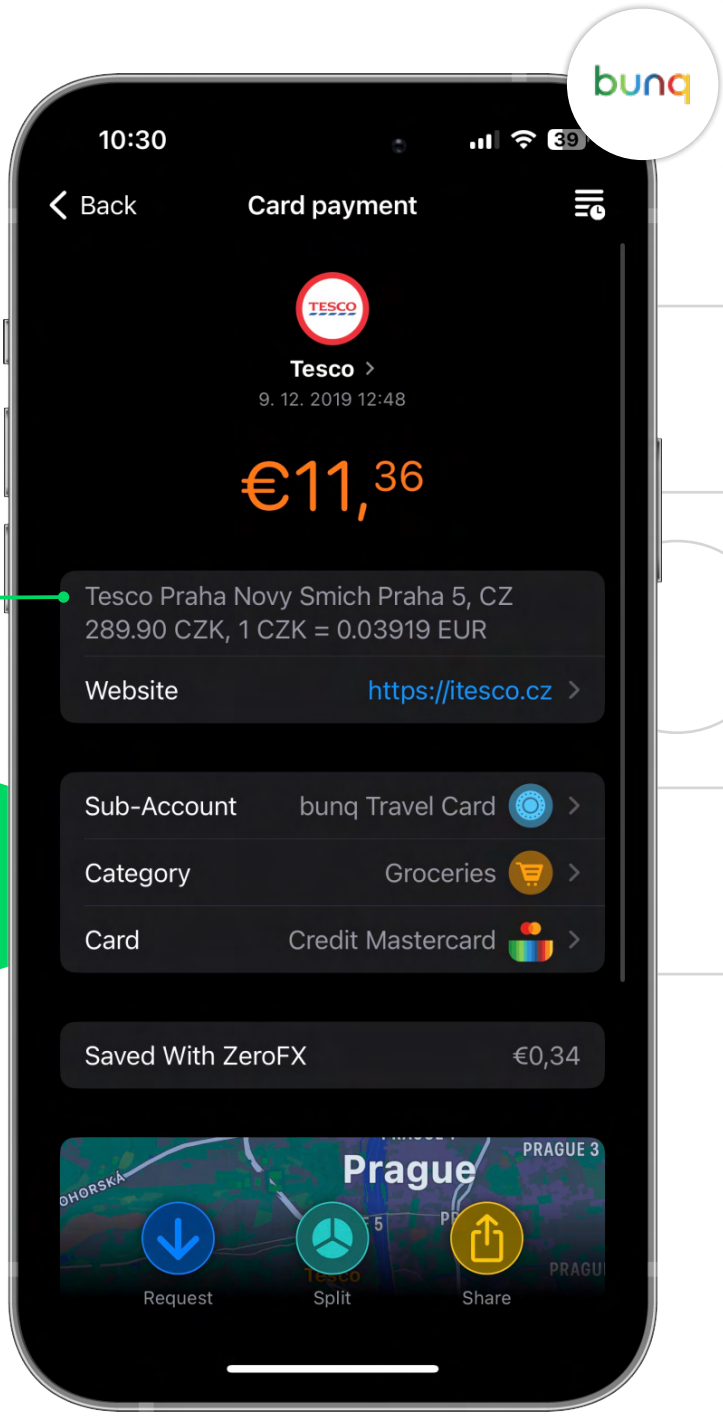 bunq
10:30
39
Back
Card payment
TESCO
Tesco
9. 12. 2019 12:48
€11,36
Tesco Praha Novy Smich Praha 5, CZ
289.90 CZK, 1 CZK = 0.03919 EUR
Website https://itesco.cz
Sub-Account bunq Travel Card
Category Groceries
Card Credit Mastercard
Saved With ZeroFX €0,34
PRAGUE 3
Prague
OHORSKÁ
5
Tesco
PRAGU
Request
Split
Share